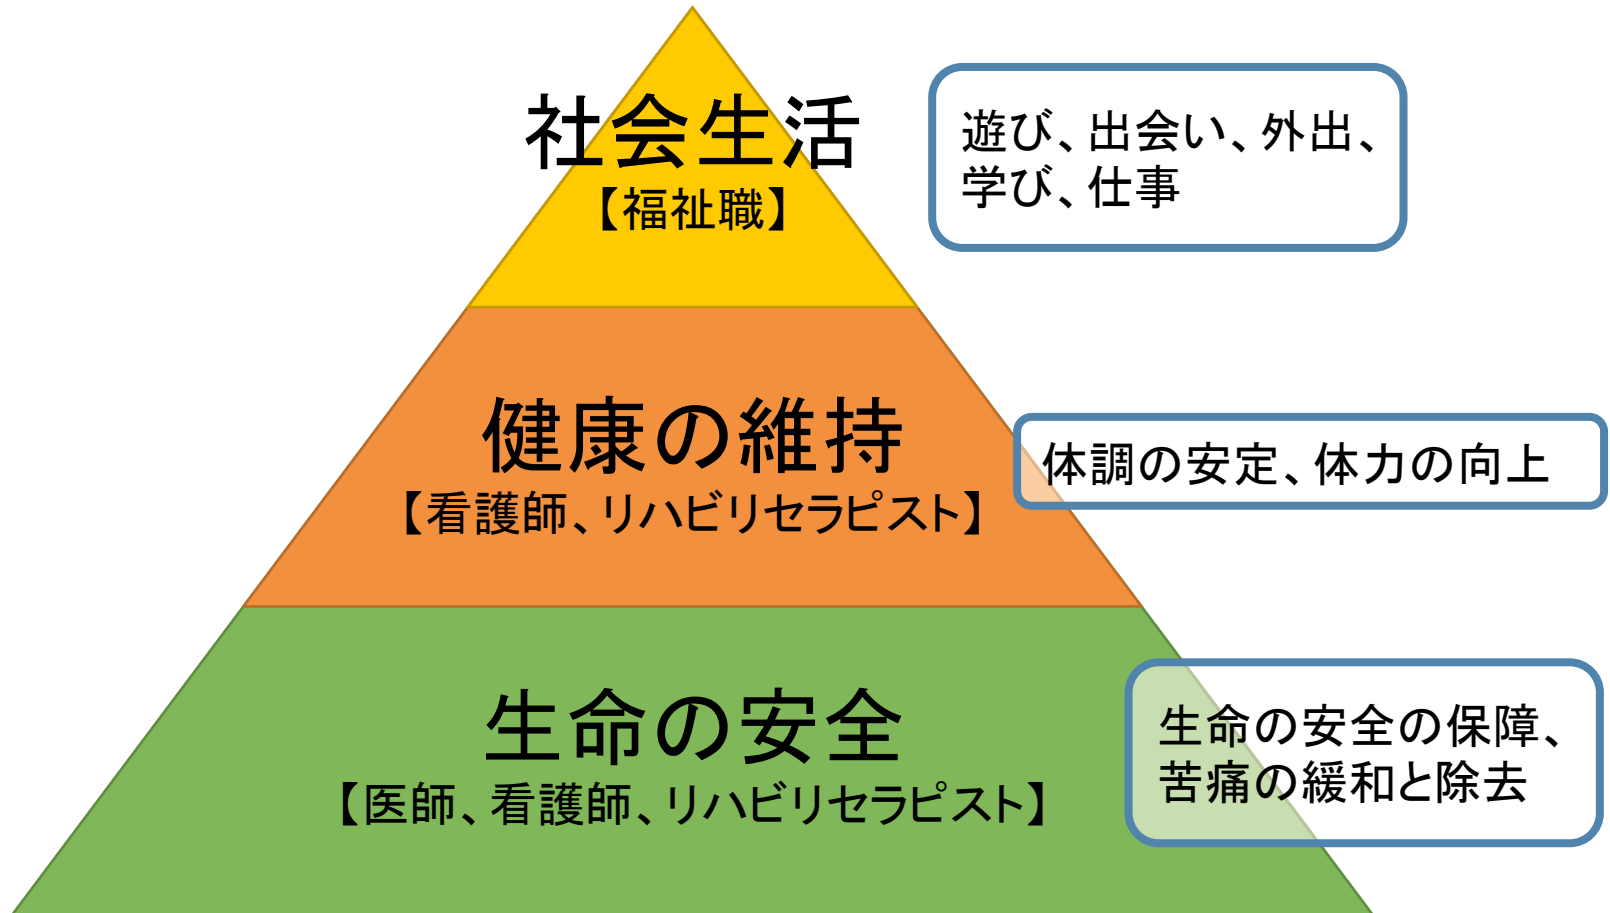 社会生活
【福祉職】
遊び、出会い、外出、
学び、仕事
健康の維持
【看護師、リハビリセラピスト】
体調の安定、体力の向上
生命の安全
【医師、看護師、リハビリセラピスト】
生命の安全の保障、
苦痛の緩和と除去